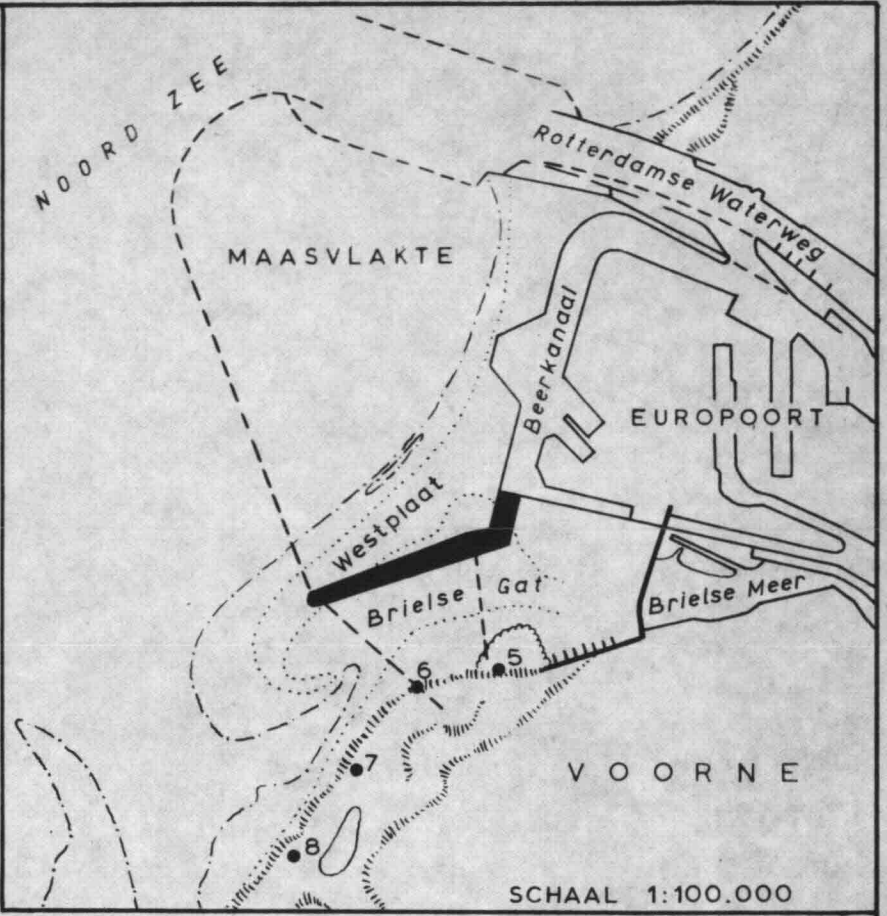 NOORD ZEE
Rotterdamse Waterweg
MAASVLAKTE
Beerkanaal
EUROPOORT
Westplaat
Brielse Gat
Brielse Meer
5
6
7
VOORNE
8
SCHAAL 1:100.000